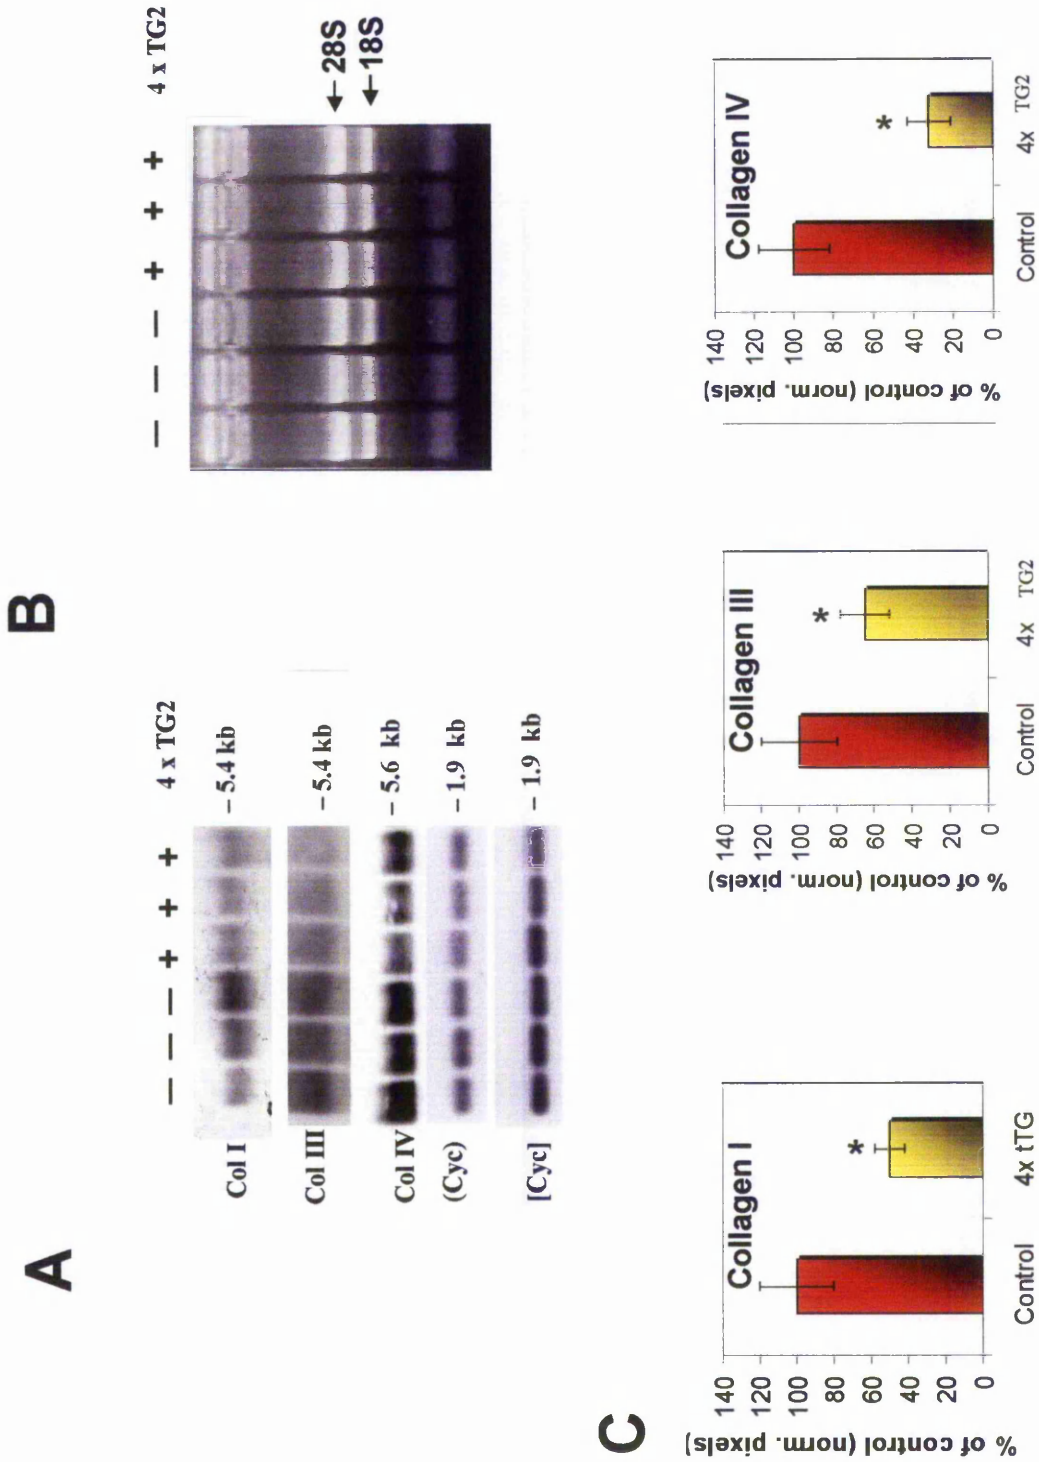 A
4 x TG2
− − − + + +
Col I – 5.4 kb
Col III – 5.4 kb
Col IV – 5.6 kb
(Cyc) – 1.9 kb
[Cyc] – 1.9 kb
B
− − − + + + 4 x TG2
← 28S
← 18S
C
Collagen I
% of control (norm. pixels)
140
120
100
80
60
40
20
0
*
Control 4x tTG
Collagen III
% of control (norm. pixels)
140
120
100
80
60
40
20
0
*
Control 4x TG2
Collagen IV
% of control (norm. pixels)
140
120
100
80
60
40
20
0
*
Control 4x TG2